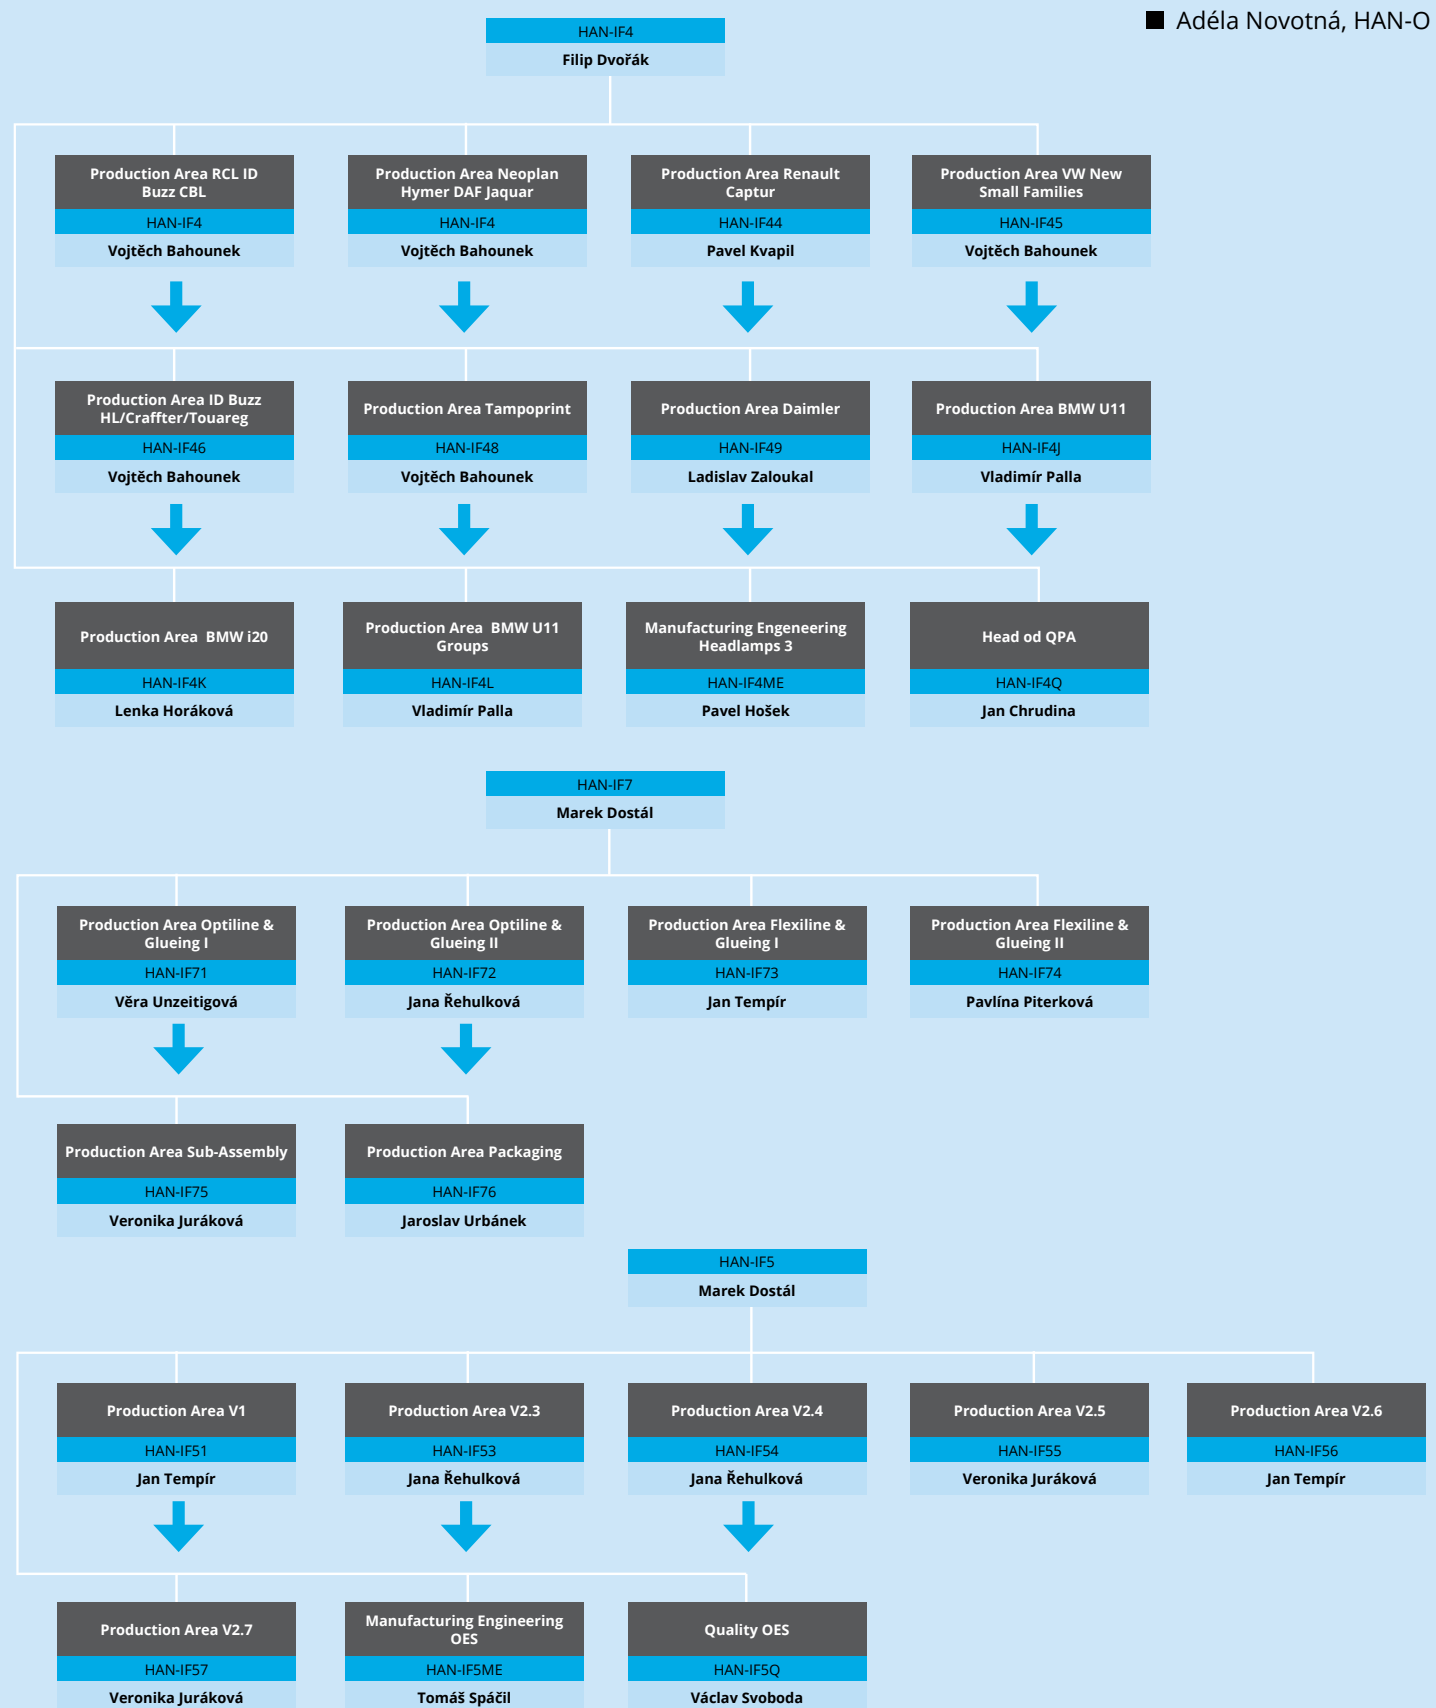 ■ Adéla Novotná, HAN-O
HAN-IF4
Filip Dvořák
Production Area RCL ID
Buzz CBL
HAN-IF4
Vojtěch Bahounek
Production Area Neoplan
Hymer DAF Jaquar
HAN-IF4
Vojtěch Bahounek
Production Area Renault
Captur
HAN-IF44
Pavel Kvapil
Production Area VW New
Small Families
HAN-IF45
Vojtěch Bahounek
Production Area ID Buzz
HL/Craffter/Touareg
HAN-IF46
Vojtěch Bahounek
Production Area Tampoprint
HAN-IF48
Vojtěch Bahounek
Production Area Daimler
HAN-IF49
Ladislav Zaloukal
Production Area BMW U11
HAN-IF4J
Vladimír Palla
Production Area BMW i20
HAN-IF4K
Lenka Horáková
Production Area BMW U11
Groups
HAN-IF4L
Vladimír Palla
Manufacturing Engeneering
Headlamps 3
HAN-IF4ME
Pavel Hošek
Head od QPA
HAN-IF4Q
Jan Chrudina
HAN-IF7
Marek Dostál
Production Area Optiline &
Glueing I
HAN-IF71
Věra Unzeitigová
Production Area Optiline &
Glueing II
HAN-IF72
Jana Řehulková
Production Area Flexiline &
Glueing I
HAN-IF73
Jan Tempír
Production Area Flexiline &
Glueing II
HAN-IF74
Pavlína Piterková
Production Area Sub-Assembly
HAN-IF75
Veronika Juráková
Production Area Packaging
HAN-IF76
Jaroslav Urbánek
HAN-IF5
Marek Dostál
Production Area V1
HAN-IF51
Jan Tempír
Production Area V2.3
HAN-IF53
Jana Řehulková
Production Area V2.4
HAN-IF54
Jana Řehulková
Production Area V2.5
HAN-IF55
Veronika Juráková
Production Area V2.6
HAN-IF56
Jan Tempír
Production Area V2.7
HAN-IF57
Veronika Juráková
Manufacturing Engineering
OES
HAN-IF5ME
Tomáš Spáčil
Quality OES
HAN-IF5Q
Václav Svoboda